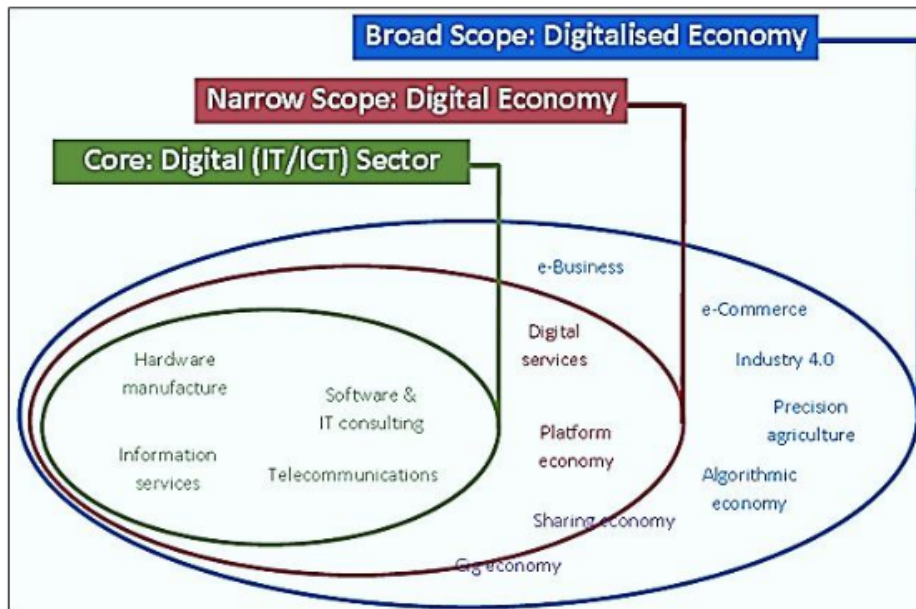 Broad Scope: Digitalised Economy
Narrow Scope: Digital Economy
Core: Digital (IT/ICT) Sector
e-Business
e-Commerce
Digital
services
Industry 4.0
Hardware
manufacture
Software &
IT consulting
Precision
agriculture
Platform
economy
Information
services
Telecommunications
Algorithmic
economy
Sharing economy
Gig economy